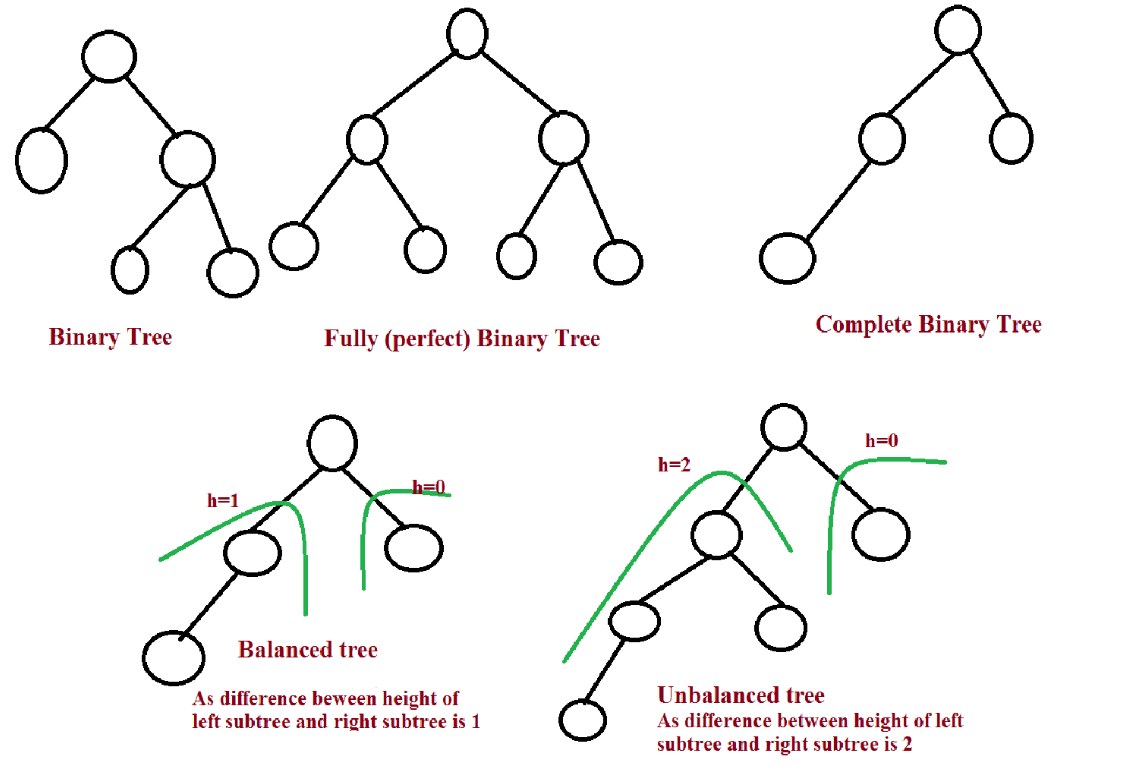 Binary Tree
Fully (perfect) Binary Tree
Complete Binary Tree
h=1
h=0
Balanced tree
As difference beween height of
left subtree and right subtree is 1
h=2
h=0
Unbalanced tree
As difference between height of left
subtree and right subtree is 2